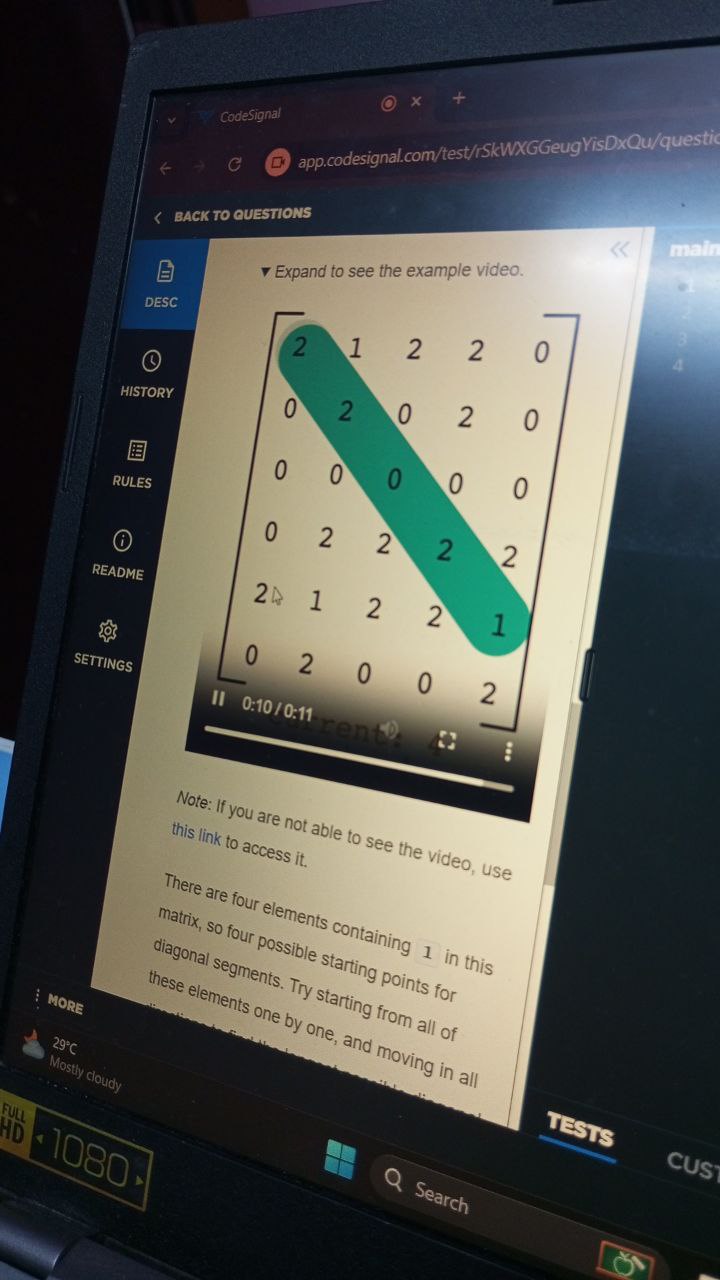 CodeSignal
app.codesignal.com/test/rSkWXGGeugYisDxQu/questio
BACK TO QUESTIONS
DESC
HISTORY
RULES
README
SETTINGS
MORE
▼ Expand to see the example video.
2 1 2 2 0
0 2 0 2 0
0 0 0 0 0
0 2 2 2 2
2 1 2 2 1
0 2 0 0 2
0:10 / 0:11
Note: If you are not able to see the video, use
this link to access it.
There are four elements containing 1 in this
matrix, so four possible starting points for
diagonal segments. Try starting from all of
these elements one by one, and moving in all
main
1
2
3
4
TESTS
CUST
29°C
Mostly cloudy
Search
FULL HD
1080